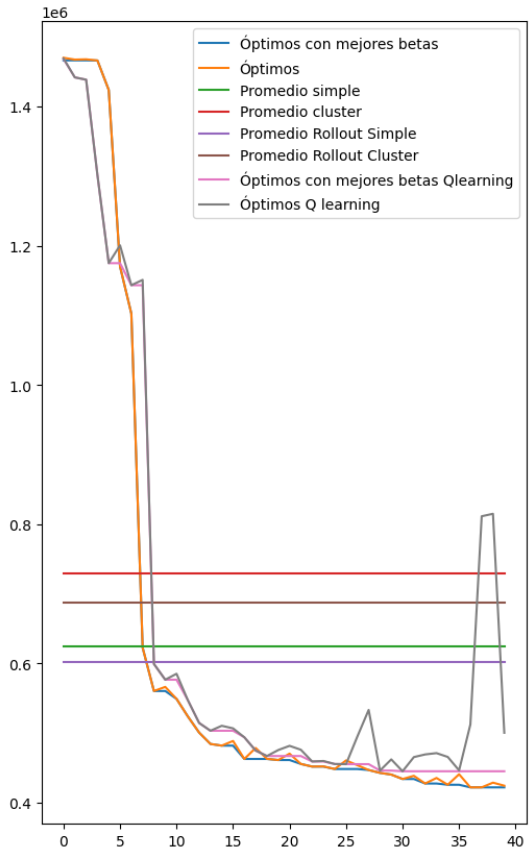 1e6
Óptimos con mejores betas
Óptimos
Promedio simple
Promedio cluster
Promedio Rollout Simple
Promedio Rollout Cluster
Óptimos con mejores betas Qlearning
Óptimos Q learning
1.4
1.2
1.0
0.8
0.6
0.4
0 5 10 15 20 25 30 35 40